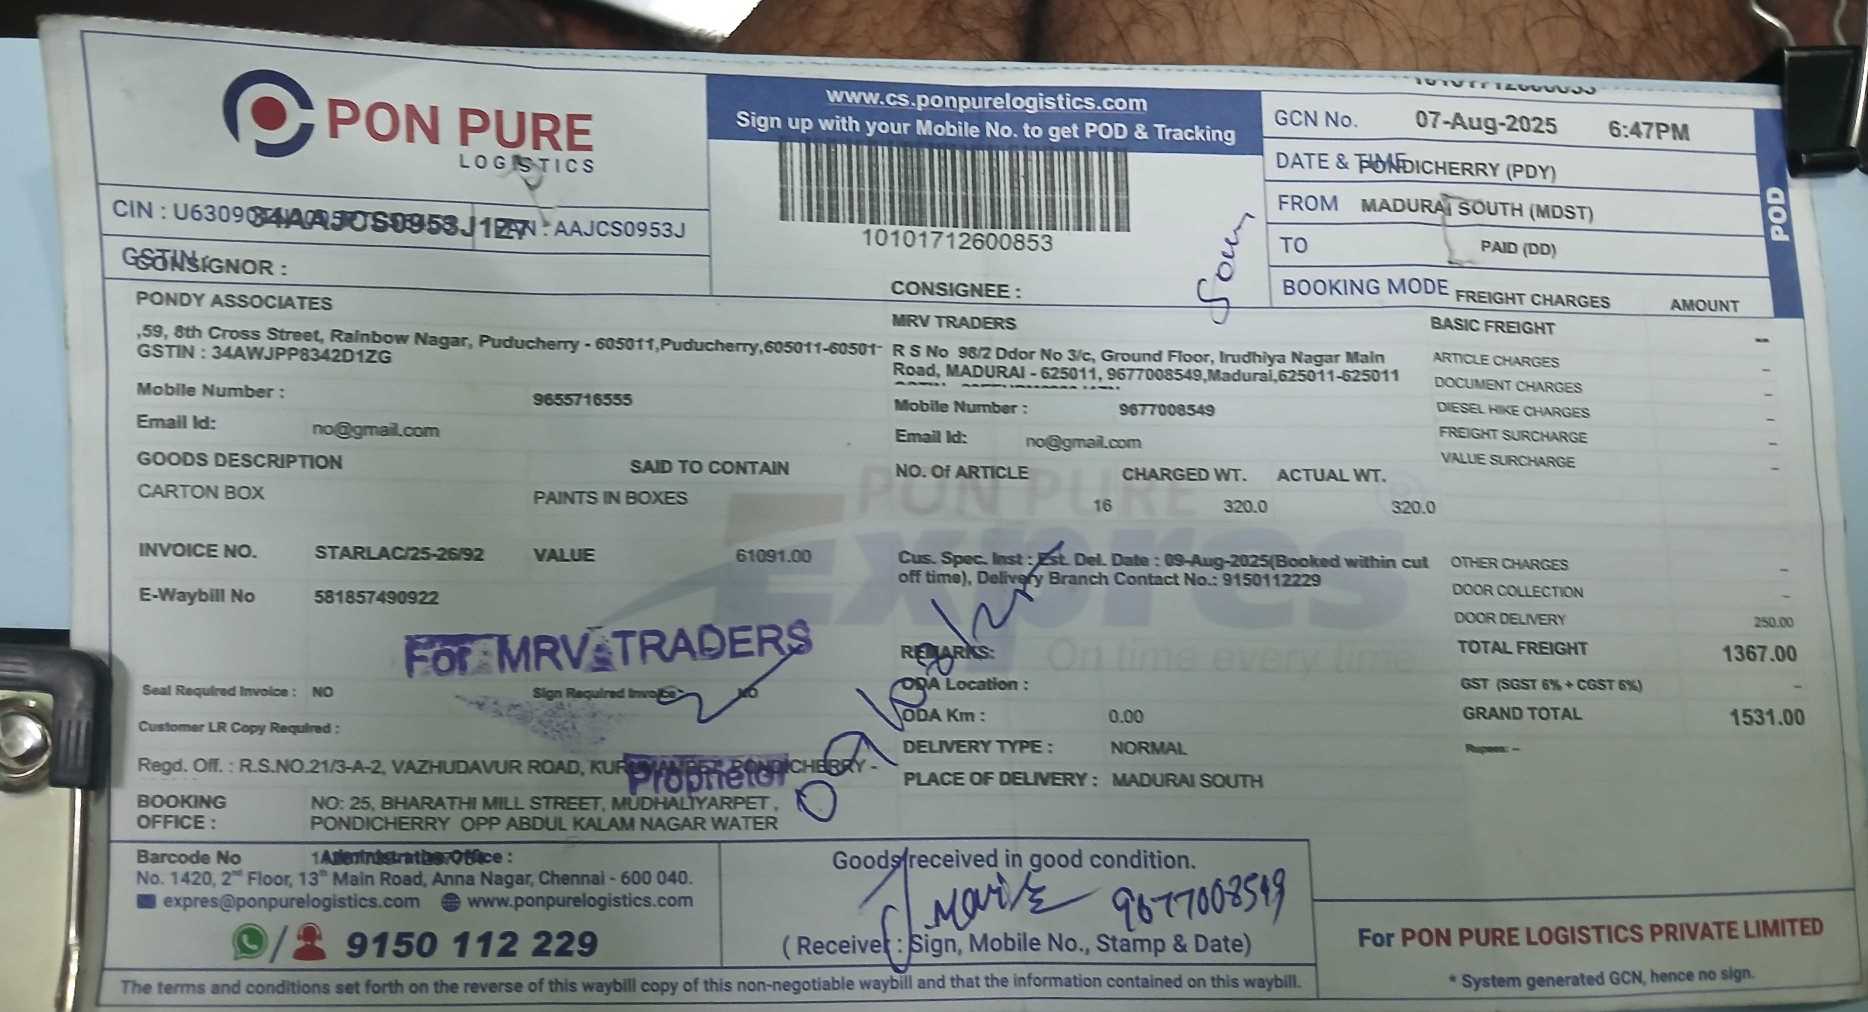 PON PURE
LOGISTICS
www.cs.ponpurelogistics.com
Sign up with your Mobile No. to get POD & Tracking
10101712600853
GCN No. 07-Aug-2025 6:47PM
DATE & TIME PONDICHERRY (PDY)
FROM MADURAI SOUTH (MDST)
TO PAID (DD)
BOOKING MODE
POD
CIN : 34AAJCS0953J1Z7 PAN : AAJCS0953J
GSTIN :
CONSIGNOR :
PONDY ASSOCIATES
,59, 8th Cross Street, Rainbow Nagar, Puducherry - 605011,Puducherry,605011-60501
GSTIN : 34AWJPP8342D1ZG
Mobile Number : 9655716555
Email Id: no@gmail.com
CONSIGNEE :
MRV TRADERS
R S No 98/2 Ddor No 3/c, Ground Floor, Irudhiya Nagar Main
Road, MADURAI - 625011, 9677008549,Madurai,625011-625011
Mobile Number : 9677008549
Email Id: no@gmail.com
FREIGHT CHARGES AMOUNT
BASIC FREIGHT --
ARTICLE CHARGES -
DOCUMENT CHARGES -
DIESEL HIKE CHARGES -
FREIGHT SURCHARGE -
VALUE SURCHARGE -
GOODS DESCRIPTION SAID TO CONTAIN NO. Of ARTICLE CHARGED WT. ACTUAL WT.
CARTON BOX PAINTS IN BOXES 16 320.0 320.0
PON PURE
Expres
On time every time
INVOICE NO. STARLAC/25-26/92 VALUE 61091.00
E-Waybill No 581857490922
Cus. Spec. Inst : Est. Del. Date : 09-Aug-2025(Booked within cut
off time), Delivery Branch Contact No.: 9150112229
OTHER CHARGES -
DOOR COLLECTION -
DOOR DELIVERY 250.00
TOTAL FREIGHT 1367.00
GST (SGST 6% + CGST 6%) -
GRAND TOTAL 1531.00
Rupees: -
For MRV TRADERS
Proprietor
REMARKS:
ODA Location :
ODA Km : 0.00
DELIVERY TYPE : NORMAL
PLACE OF DELIVERY : MADURAI SOUTH
Seal Required Invoice : NO Sign Required Invoice: NO
Customer LR Copy Required :
Regd. Off. : R.S.NO.21/3-A-2, VAZHUDAVUR ROAD, PONDICHERRY -
BOOKING OFFICE : NO: 25, BHARATHI MILL STREET, MUDHALIYARPET ,
PONDICHERRY OPP ABDUL KALAM NAGAR WATER
Barcode No
Administrative Office :
No. 1420, 2nd Floor, 13th Main Road, Anna Nagar, Chennai - 600 040.
expres@ponpurelogistics.com www.ponpurelogistics.com
9150 112 229
Goods received in good condition.
9677008549
( Receiver : Sign, Mobile No., Stamp & Date)
For PON PURE LOGISTICS PRIVATE LIMITED
* System generated GCN, hence no sign.
The terms and conditions set forth on the reverse of this waybill copy of this non-negotiable waybill and that the information contained on this waybill.